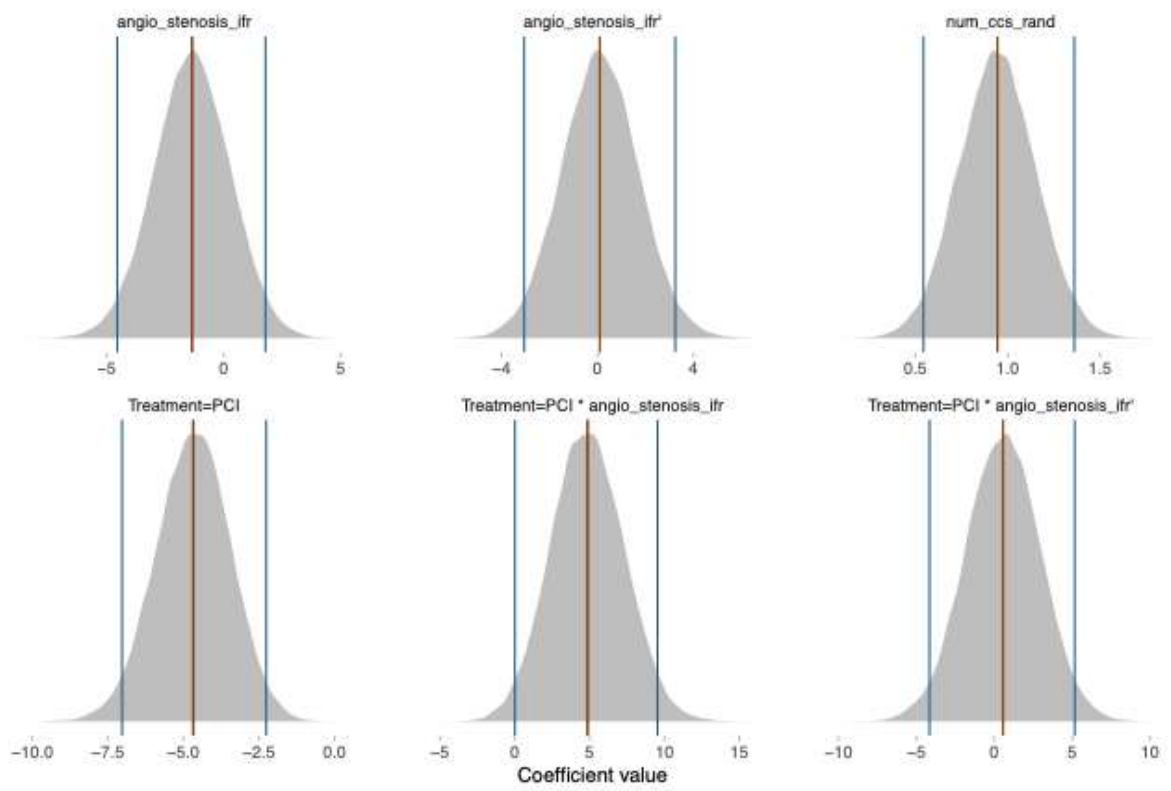 angio_stenosis_ifr angio_stenosis_ifr' num_ccs_rand
−5 0 5 −4 0 4 0.5 1.0 1.5
Treatment=PCI Treatment=PCI * angio_stenosis_ifr Treatment=PCI * angio_stenosis_ifr'
−10.0 −7.5 −5.0 −2.5 0.0 −5 0 5 10 15 −10 −5 0 5 10
Coefficient value